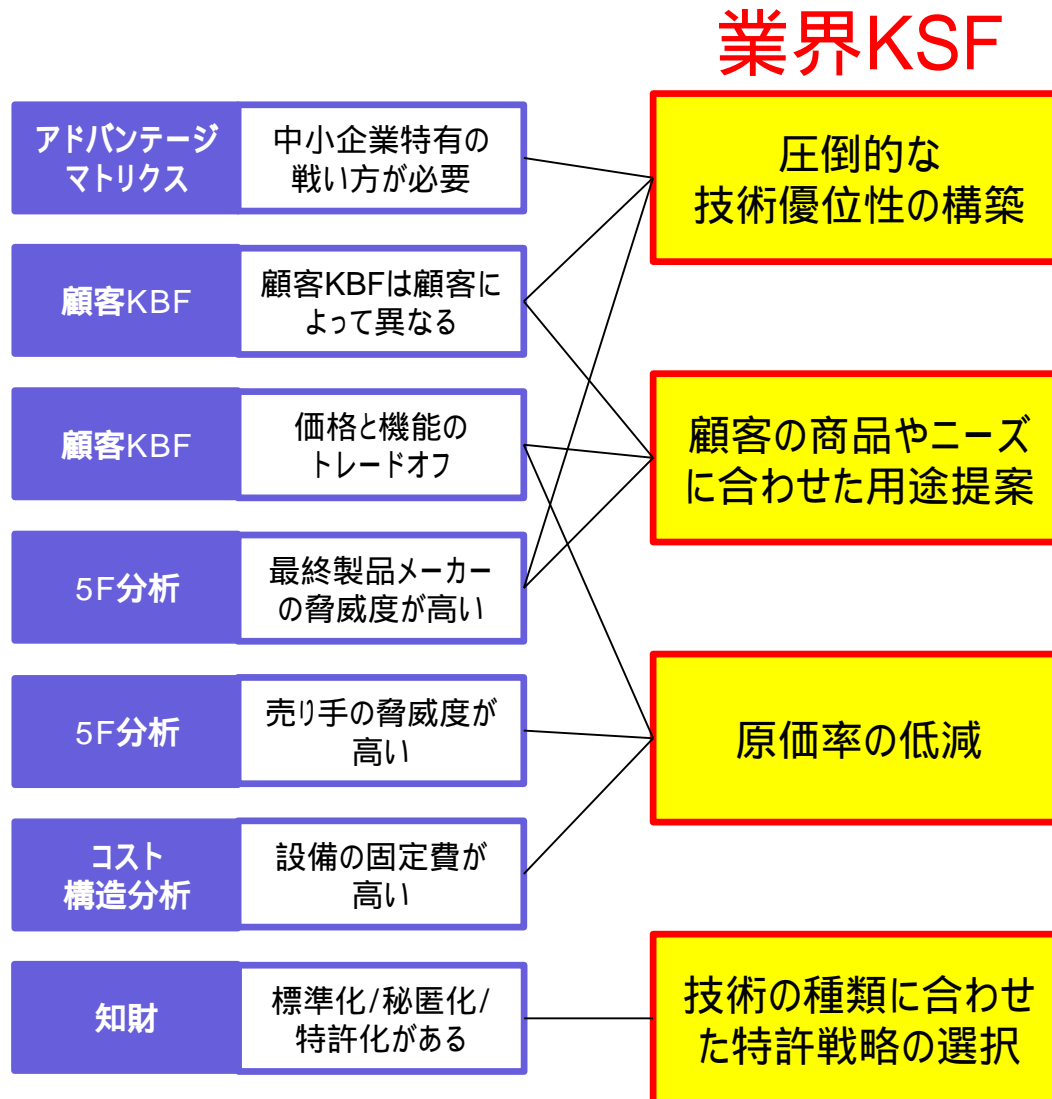 業界KSF
アドバンテージ
マトリクス
中小企業特有の
戦い方が必要
圧倒的な
技術優位性の構築
顧客KBF
顧客KBFは顧客に
よって異なる
顧客KBF
価格と機能の
トレードオフ
顧客の商品やニーズ
に合わせた用途提案
5F分析
最終製品メーカー
の脅威度が高い
5F分析
売り手の脅威度が
高い
原価率の低減
コスト
構造分析
設備の固定費が
高い
知財
標準化/秘匿化/
特許化がある
技術の種類に合わせ
た特許戦略の選択